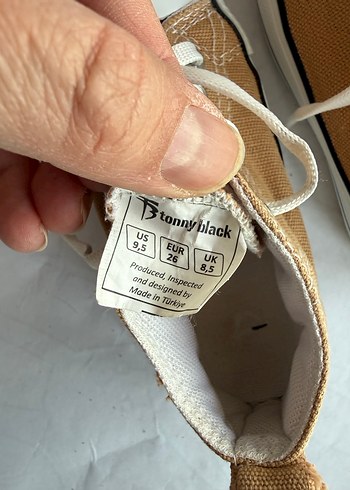 tonny black
US EUR UK
9,5 26 8,5
Produced, Inspected
and designed by
Made in Türkiye